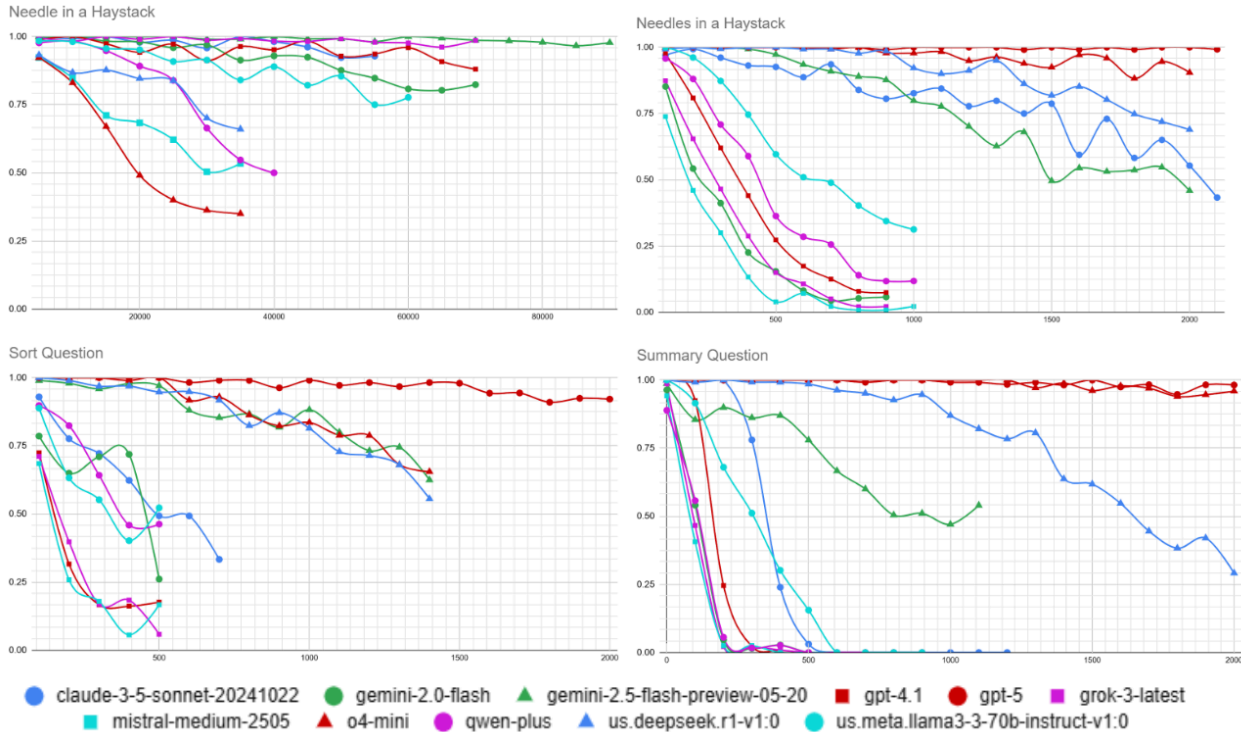 Needle in a Haystack
1.00
0.75
0.50
0.25
0.00
20000 40000 60000 80000
Needles in a Haystack
1.00
0.75
0.50
0.25
0.00
500 1000 1500 2000
Sort Question
1.00
0.75
0.50
0.25
0.00
500 1000 1500 2000
Summary Question
1.00
0.75
0.50
0.25
0.00
0 500 1000 1500 2000
claude-3-5-sonnet-20241022 gemini-2.0-flash gemini-2.5-flash-preview-05-20 gpt-4.1 gpt-5 grok-3-latest
mistral-medium-2505 o4-mini qwen-plus us.deepseek.r1-v1:0 us.meta.llama3-3-70b-instruct-v1:0